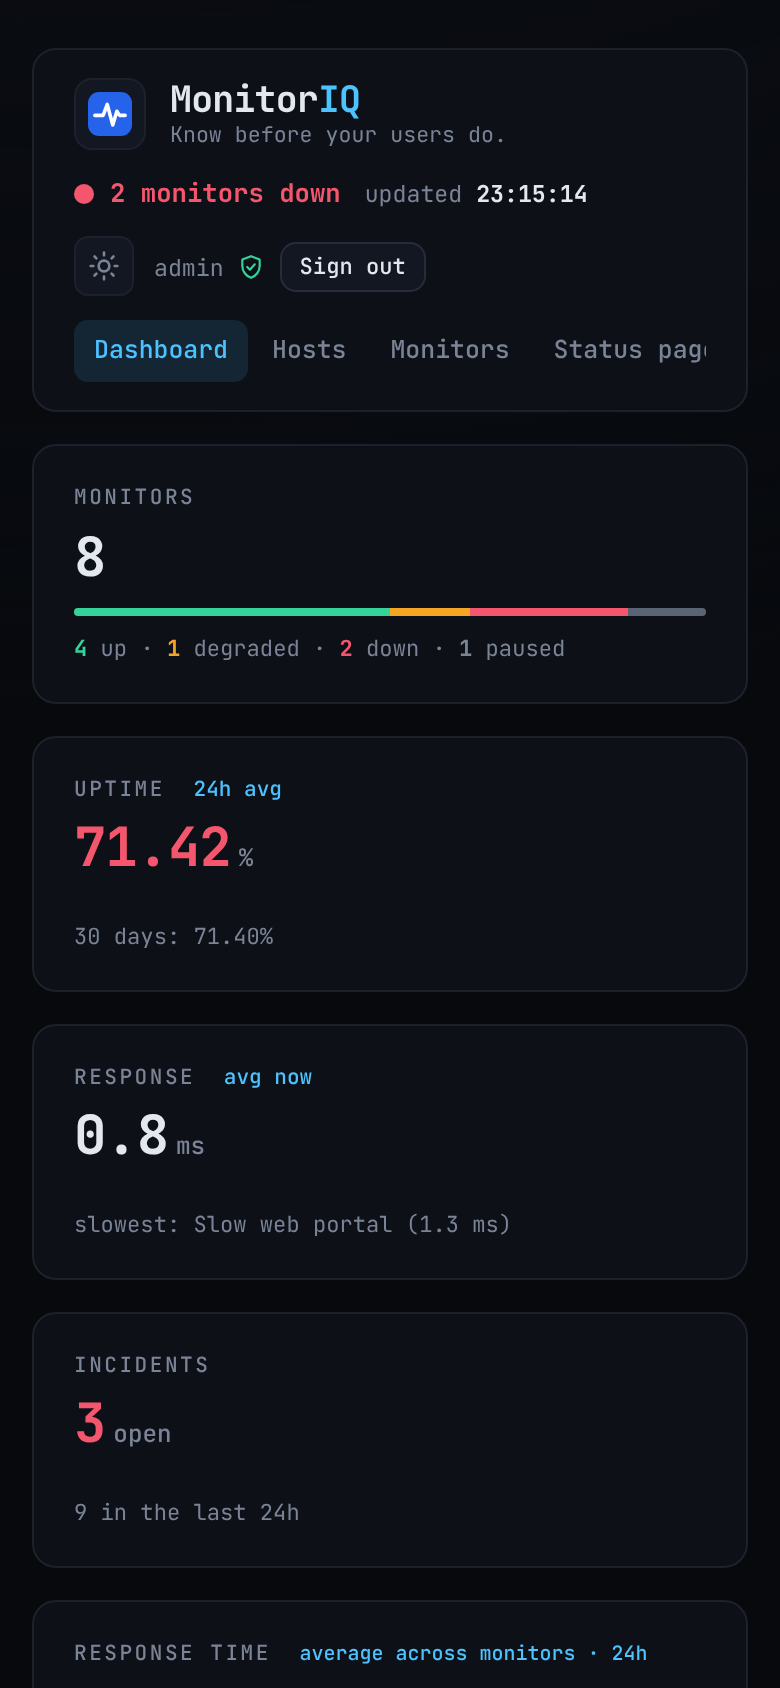 MonitorIQ
Know before your users do.
2 monitors down updated 23:15:14
admin Sign out
Dashboard Hosts Monitors Status
MONITORS
8
4 up · 1 degraded · 2 down · 1 paused
UPTIME 24h avg
71.42 %
30 days: 71.40%
RESPONSE avg now
0.8 ms
slowest: Slow web portal (1.3 ms)
INCIDENTS
3 open
9 in the last 24h
RESPONSE TIME average across monitors · 24h